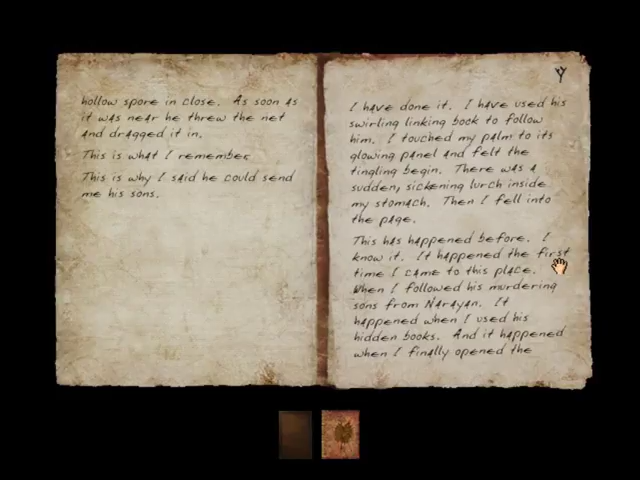 hollow spore in close. As soon as
it was near he threw the net
and dragged it in.
This is what I remember.
This is why I said he could send
me his sons.
I have done it. I have used his
swirling linking book to follow
him. I touched my palm to its
glowing panel and felt the
tingling begin. There was a
sudden, sickening lurch inside
my stomach. Then I fell into
the page.
This has happened before. I
know it. It happened the first
time I came to this place.
When I followed his murdering
sons from Narayan. It
happened when I used his
hidden books. And it happened
when I finally opened the